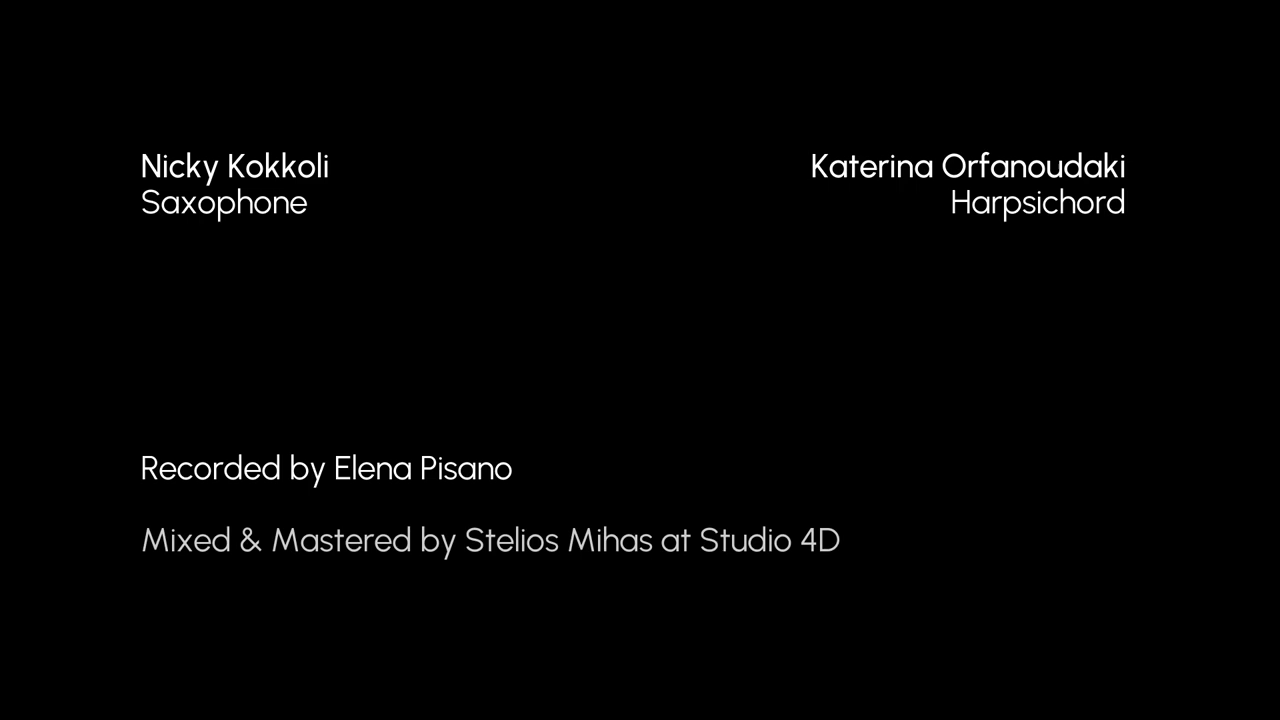 Nicky Kokkoli
Saxophone
Katerina Orfanoudaki
Harpsichord
Recorded by Elena Pisano
Mixed & Mastered by Stelios Mihas at Studio 4D